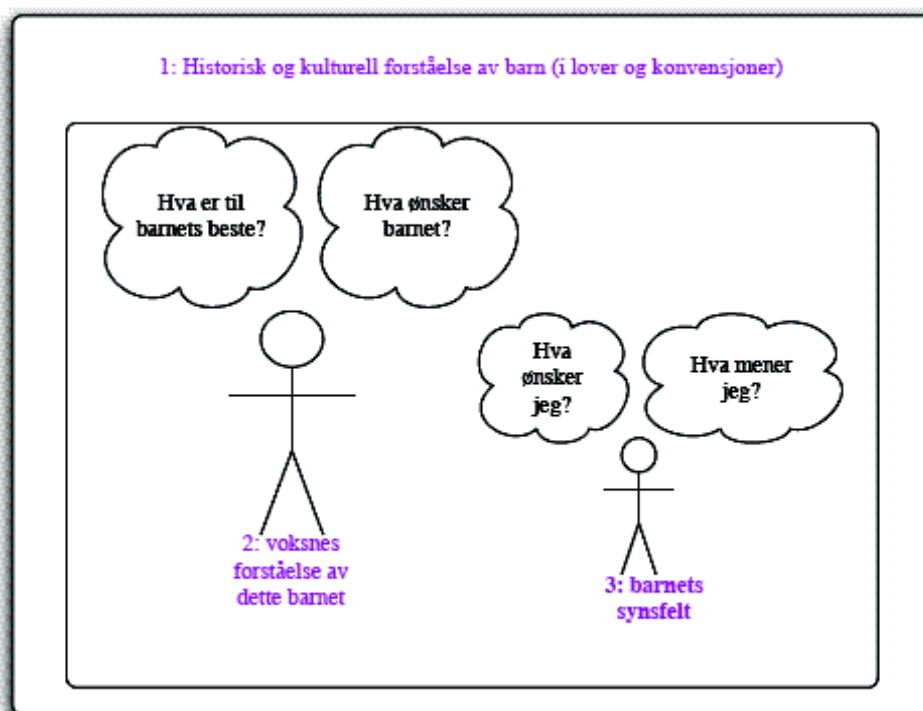 1: Historisk og kulturell forståelse av barn (i lover og konvensjoner)
Hva er til
barnets beste?
Hva ønsker
barnet?
Hva
ønsker
jeg?
Hva mener
jeg?
2: voksnes
forståelse av
dette barnet
3: barnets
synsfelt